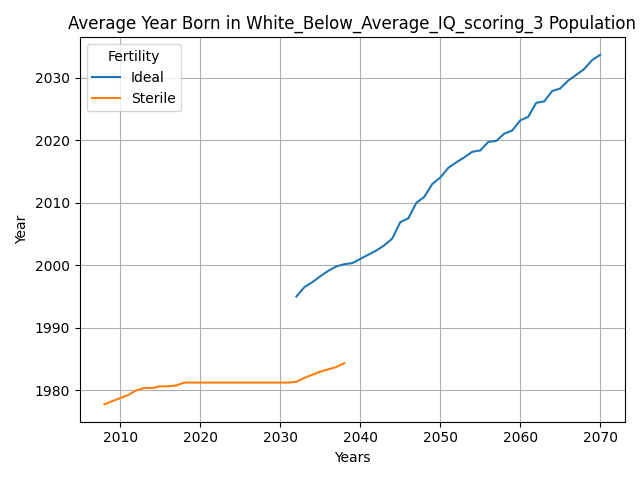 Average Year Born in White_Below_Average_IQ_scoring_3 Population
Fertility
Ideal
Sterile
2030
2020
2010
2000
1990
1980
Year
2010 2020 2030 2040 2050 2060 2070
Years